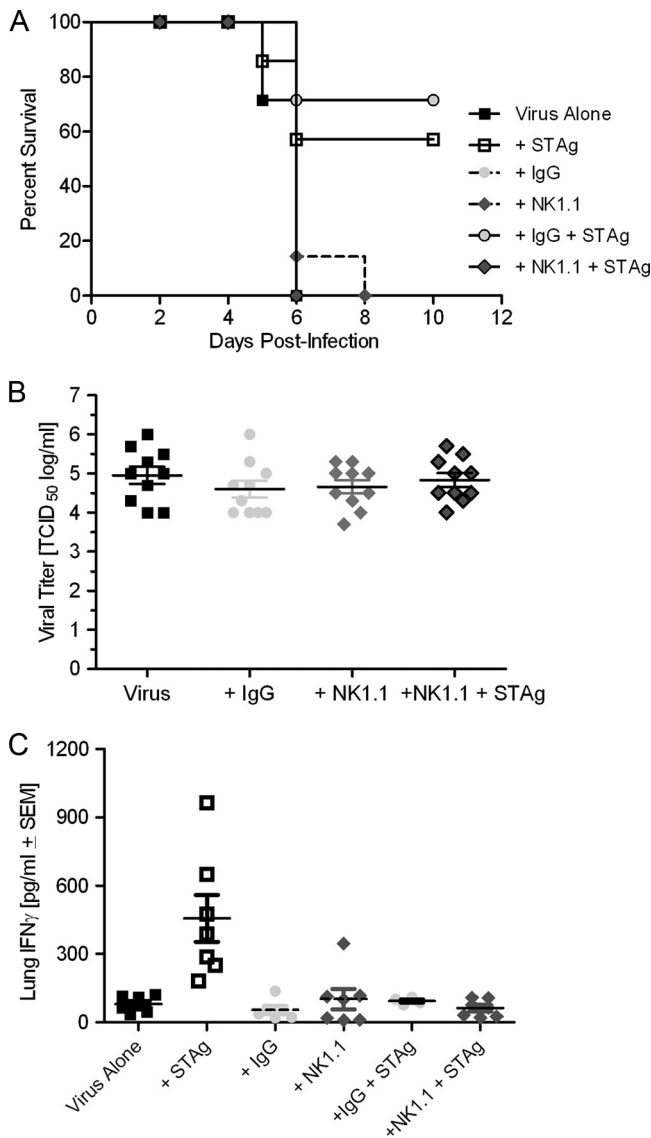 A
Percent Survival
100
80
60
40
20
0
0 2 4 6 8 10 12
Days Post-Infection
Virus Alone
+ STAg
+ IgG
+ NK1.1
+ IgG + STAg
+ NK1.1 + STAg
B
Viral Titer [TCID50 log/ml]
7
6
5
4
3
2
1
0
Virus + IgG + NK1.1 +NK1.1 + STAg
C
Lung IFNγ [pg/ml ± SEM]
1200
900
600
300
0
Virus Alone
+ STAg
+ IgG
+ NK1.1
+IgG + STAg
+NK1.1 + STAg